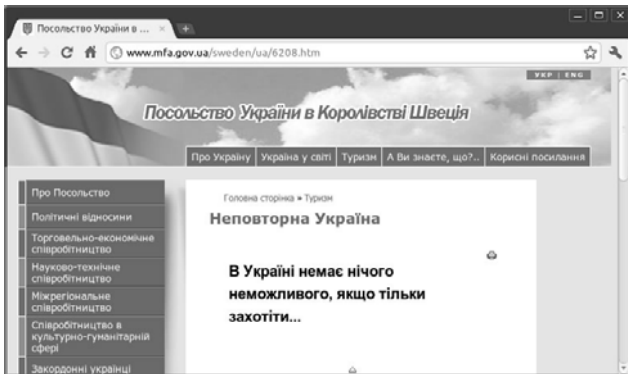 Посольство України в ...
www.mfa.gov.ua/sweden/ua/6208.htm
УКР | ENG
Посольство України в Королівстві Швеція
Про Україну | Україна у світі | Туризм | А Ви знаєте, що?.. | Корисні посилання
Про Посольство
Політичні відносини
Торговельно-економічне
співробітництво
Науково-технічне
співробітництво
Міжрегіональне
співробітництво
Співробітництво в
культурно-гуманітарній
сфері
Закордонні українці
Головна сторінка » Туризм
Неповторна Україна
В Україні немає нічого
неможливого, якщо тільки
захотіти...